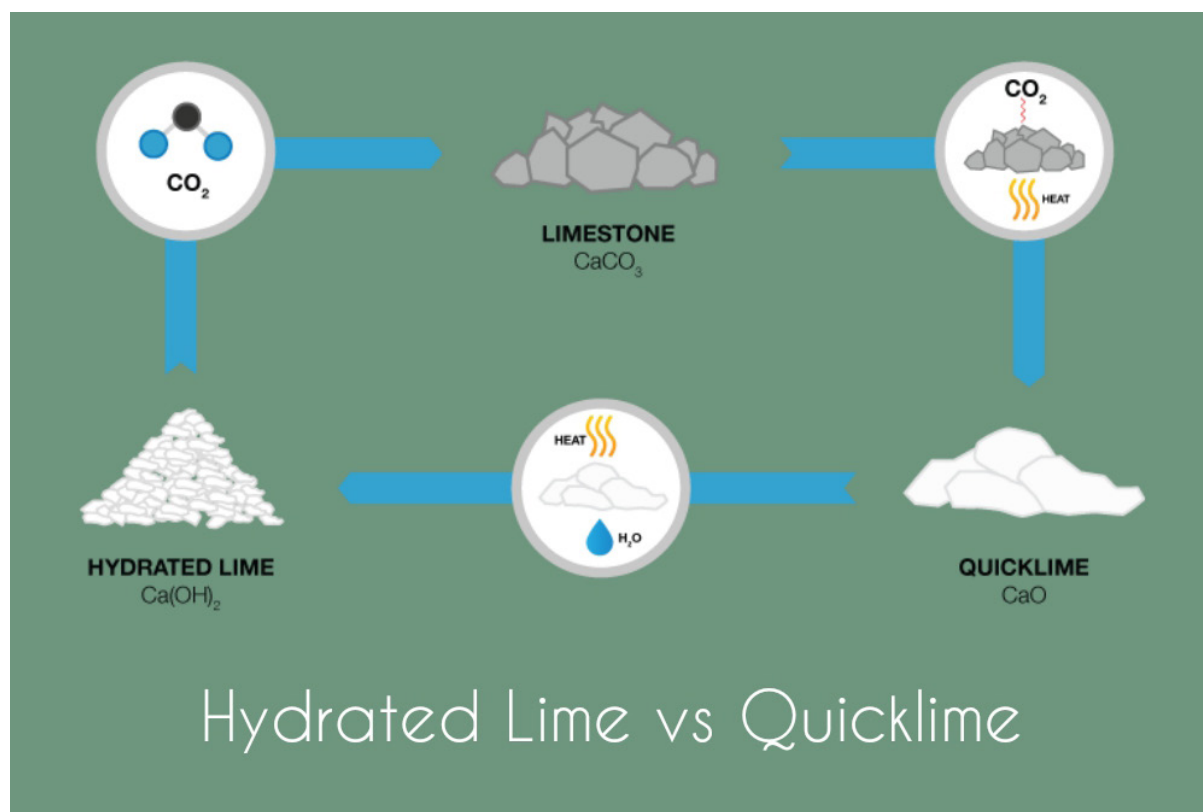 CO₂
CO₂
HEAT
LIMESTONE
CaCO₃
HEAT
H₂O
HYDRATED LIME
Ca(OH)₂
QUICKLIME
CaO
Hydrated Lime vs Quicklime